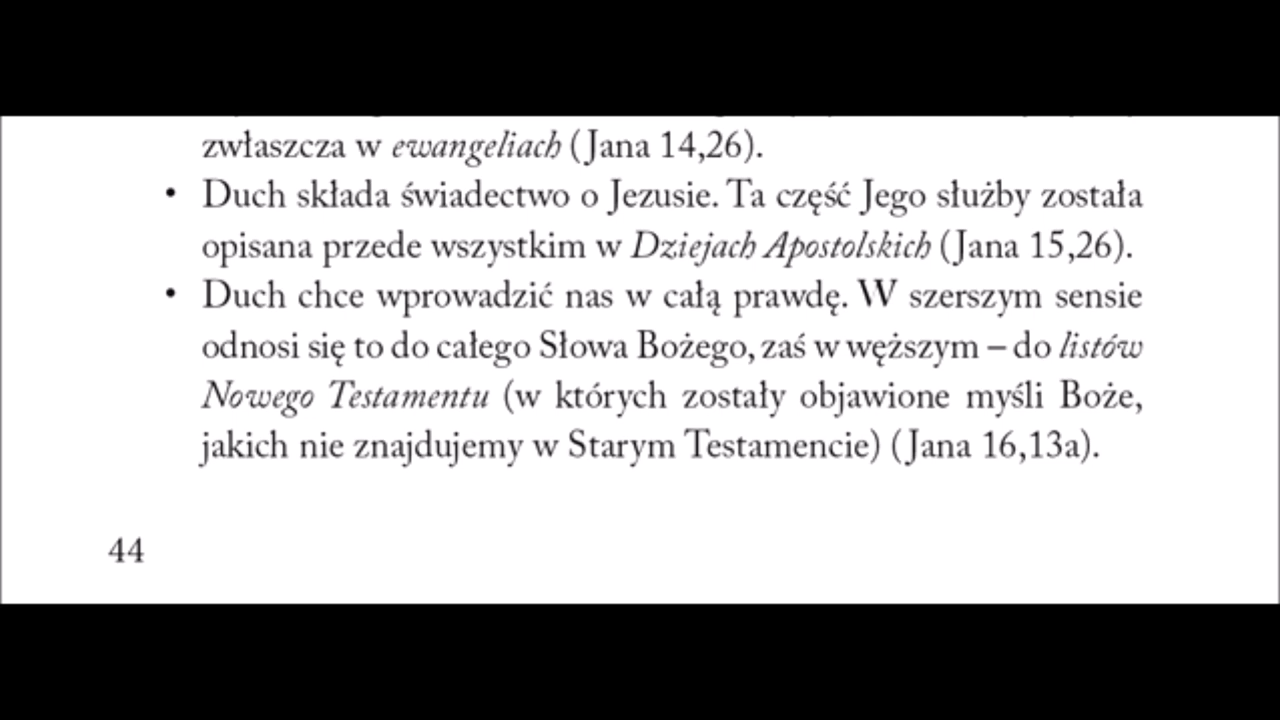 zwłaszcza w ewangeliach (Jana 14,26).
• Duch składa świadectwo o Jezusie. Ta część Jego służby została
opisana przede wszystkim w Dziejach Apostolskich (Jana 15,26).
• Duch chce wprowadzić nas w całą prawdę. W szerszym sensie
odnosi się to do całego Słowa Bożego, zaś w węższym – do listów
Nowego Testamentu (w których zostały objawione myśli Boże,
jakich nie znajdujemy w Starym Testamencie) (Jana 16,13a).
44